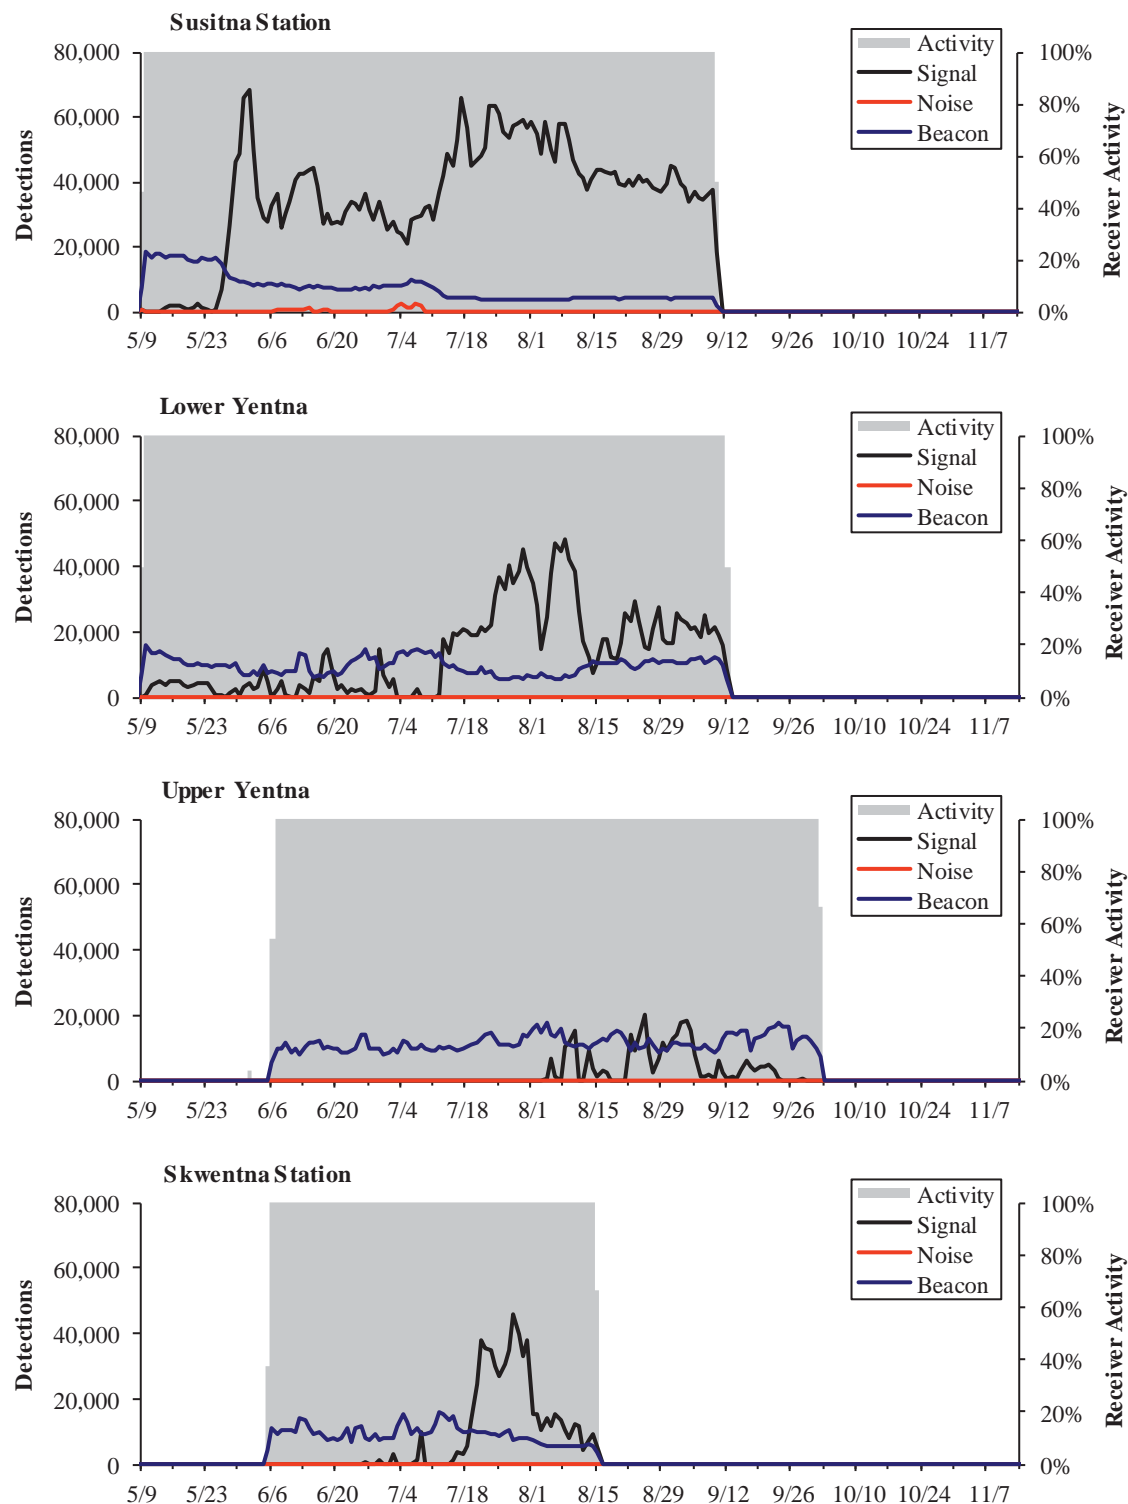 Susitna Station
80,000
60,000
40,000
20,000
0
Detections
Activity
Signal
Noise
Beacon
100%
80%
60%
40%
20%
0%
Receiver Activity
5/9 5/23 6/6 6/20 7/4 7/18 8/1 8/15 8/29 9/12 9/26 10/10 10/24 11/7
Lower Yentna
80,000
60,000
40,000
20,000
0
Detections
Activity
Signal
Noise
Beacon
100%
80%
60%
40%
20%
0%
Receiver Activity
5/9 5/23 6/6 6/20 7/4 7/18 8/1 8/15 8/29 9/12 9/26 10/10 10/24 11/7
Upper Yentna
80,000
60,000
40,000
20,000
0
Detections
Activity
Signal
Noise
Beacon
100%
80%
60%
40%
20%
0%
Receiver Activity
5/9 5/23 6/6 6/20 7/4 7/18 8/1 8/15 8/29 9/12 9/26 10/10 10/24 11/7
Skwentna Station
80,000
60,000
40,000
20,000
0
Detections
Activity
Signal
Noise
Beacon
100%
80%
60%
40%
20%
0%
Receiver Activity
5/9 5/23 6/6 6/20 7/4 7/18 8/1 8/15 8/29 9/12 9/26 10/10 10/24 11/7